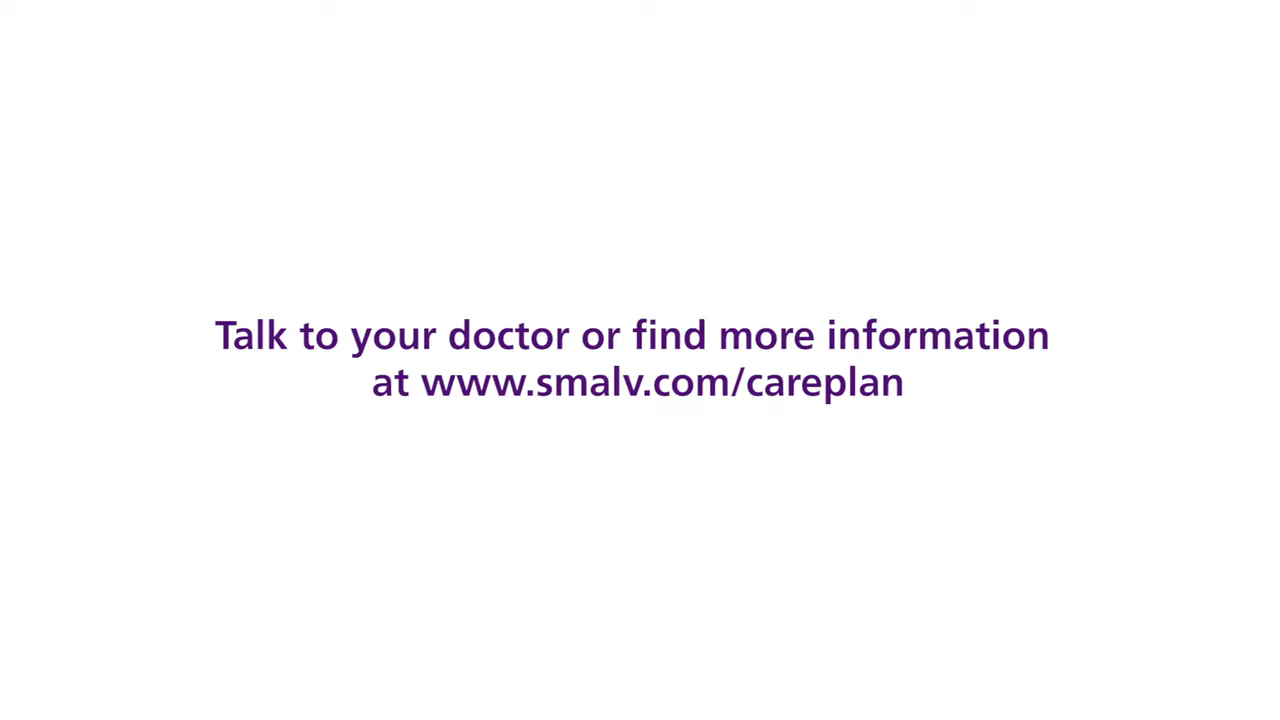 Talk to your doctor or find more information
at www.smalv.com/careplan